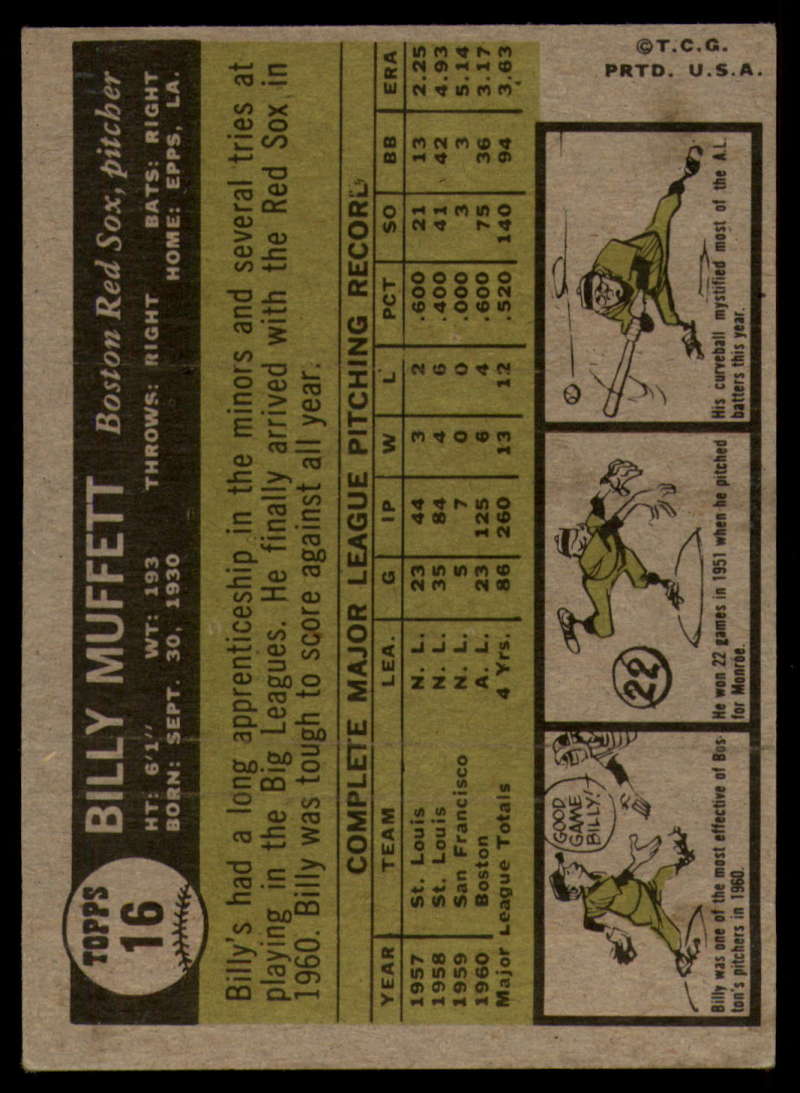 TOPPS
16
BILLY MUFFETT Boston Red Sox, pitcher
HT: 6'1" WT: 193 THROWS: RIGHT BATS: RIGHT
BORN: SEPT. 30, 1930 HOME: EPPS, LA.
Billy's had a long apprenticeship in the minors and several tries at
playing in the Big Leagues. He finally arrived with the Red Sox in
1960. Billy was tough to score against all year.
COMPLETE MAJOR LEAGUE PITCHING RECORD
YEAR TEAM LEA. G IP W L PCT SO BB ERA
1957 St. Louis N. L. 23 44 3 2 .600 21 13 2.25
1958 St. Louis N. L. 35 84 4 6 .400 41 42 4.93
1959 San Francisco N. L. 5 7 0 0 .000 3 3 5.14
1960 Boston A. L. 23 125 6 4 .600 75 36 3.17
Major League Totals 4 Yrs. 86 260 13 12 .520 140 94 3.63
GOOD
GAME
BILLY!
Billy was one of the most effective of Bos-
ton's pitchers in 1960.
22
He won 22 games in 1951 when he pitched
for Monroe.
His curveball mystified most of the A.L.
batters this year.
©T.C.G.
PRTD. U.S.A.